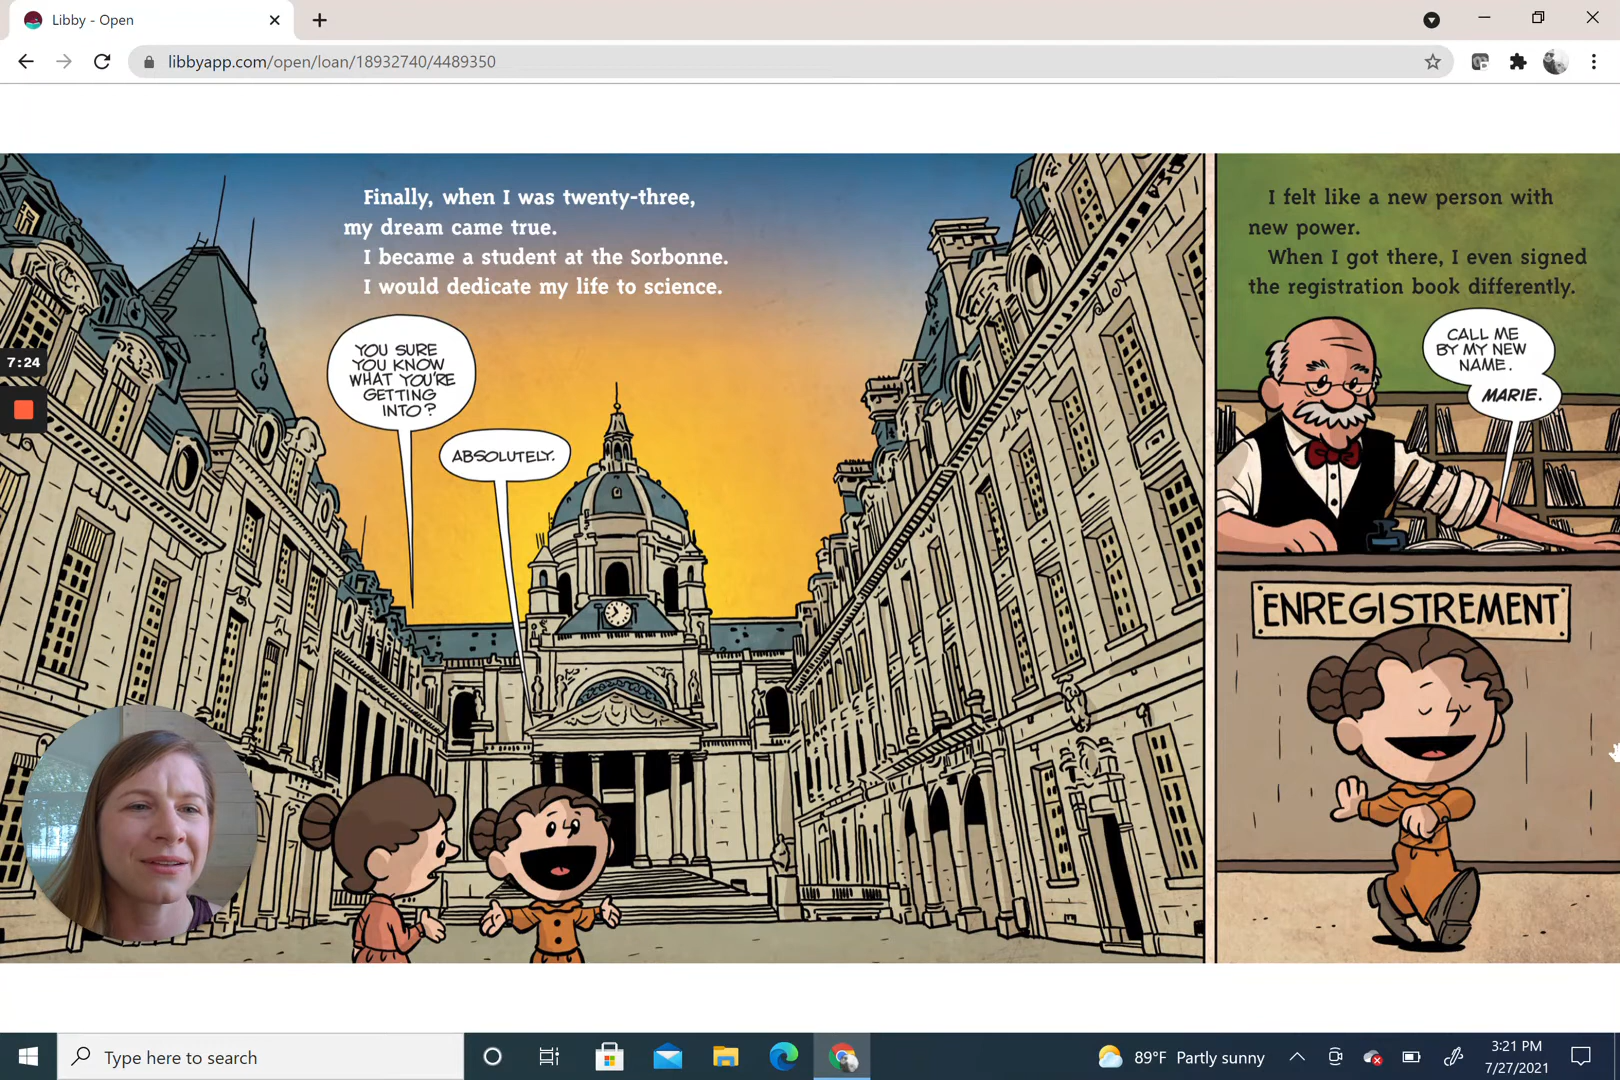 Libby - Open
libbyapp.com/open/loan/18932740/4489350
Finally, when I was twenty-three,
my dream came true.
I became a student at the Sorbonne.
I would dedicate my life to science.
YOU SURE
YOU KNOW
WHAT YOU'RE
GETTING
INTO?
ABSOLUTELY.
I felt like a new person with
new power.
When I got there, I even signed
the registration book differently.
CALL ME
BY MY NEW
NAME.
MARIE.
ENREGISTREMENT
7:24
Type here to search
89°F Partly sunny
3:21 PM
7/27/2021